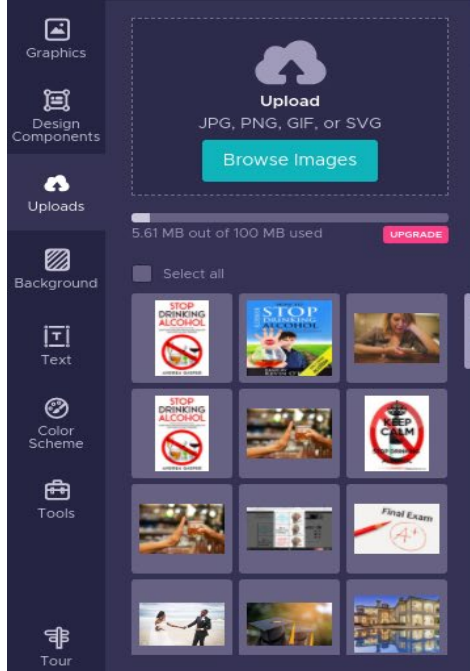 Graphics
Design
Components
Uploads
Background
Text
Color
Scheme
Tools
Tour
Upload
JPG, PNG, GIF, or SVG
Browse Images
5.61 MB out of 100 MB used
UPGRADE
Select all
STOP
DRINKING
ALCOHOL
STOP
DRINKING
ALCOHOL
STOP
DRINKING
ALCOHOL
KEEP
CALM
Final Exam
A+